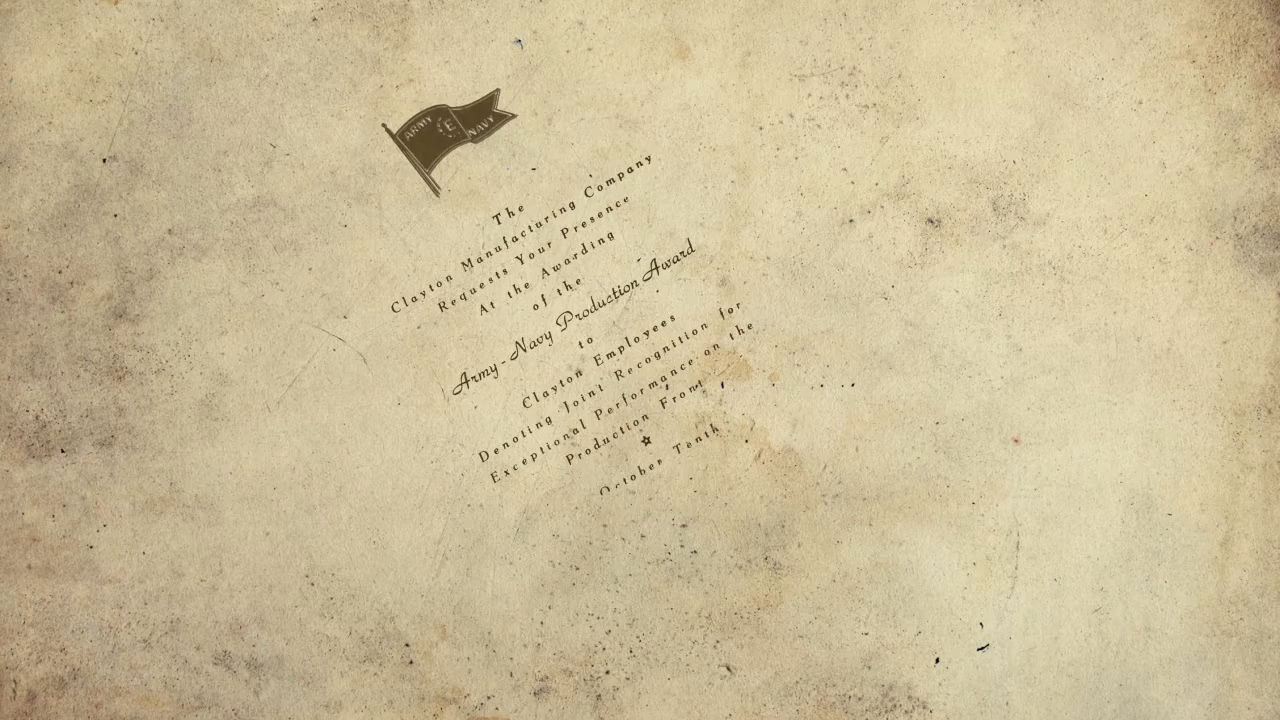 ARMY E NAVY
The
Clayton Manufacturing Company
Requests Your Presence
At the Awarding
of the
Army-Navy Production Award
to
Clayton Employees
Denoting Joint Recognition for
Exceptional Performance on the
Production Front
October Tenth